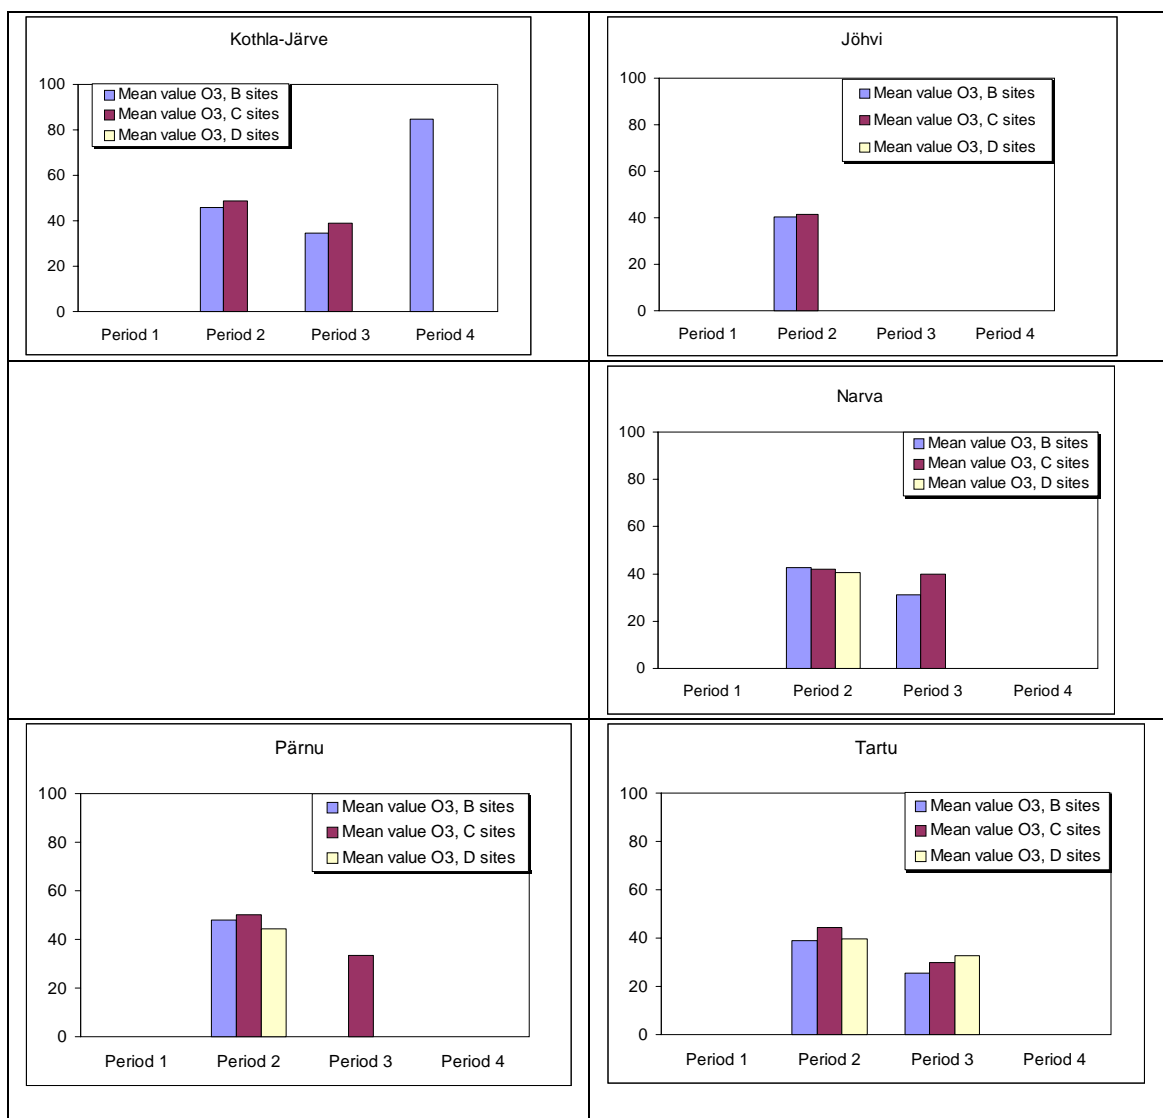 Kothla-Järve
100
80
60
40
20
0
Mean value O3, B sites
Mean value O3, C sites
Mean value O3, D sites
Period 1 Period 2 Period 3 Period 4
Jöhvi
100
80
60
40
20
0
Mean value O3, B sites
Mean value O3, C sites
Mean value O3, D sites
Period 1 Period 2 Period 3 Period 4
Narva
100
80
60
40
20
0
Mean value O3, B sites
Mean value O3, C sites
Mean value O3, D sites
Period 1 Period 2 Period 3 Period 4
Pärnu
100
80
60
40
20
0
Mean value O3, B sites
Mean value O3, C sites
Mean value O3, D sites
Period 1 Period 2 Period 3 Period 4
Tartu
100
80
60
40
20
0
Mean value O3, B sites
Mean value O3, C sites
Mean value O3, D sites
Period 1 Period 2 Period 3 Period 4